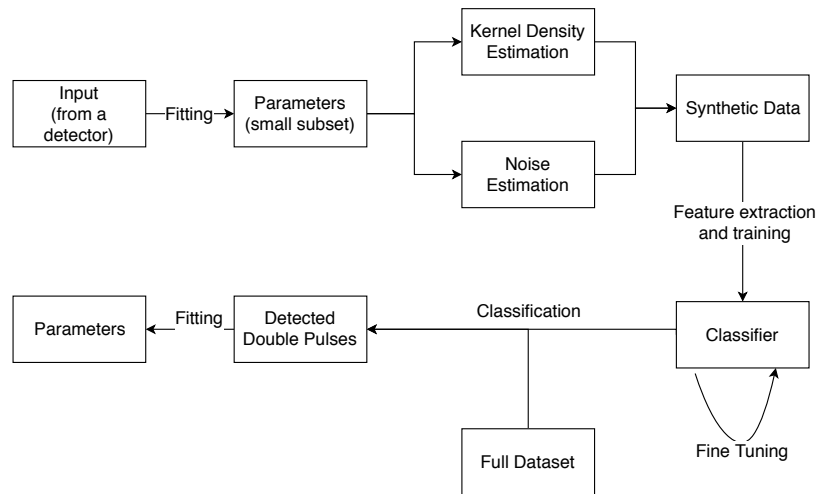 Kernel Density
Estimation
Input
(from a
detector)
Fitting
Parameters
(small subset)
Synthetic Data
Noise
Estimation
Feature extraction
and training
Parameters
Fitting
Detected
Double Pulses
Classification
Classifier
Full Dataset
Fine Tuning